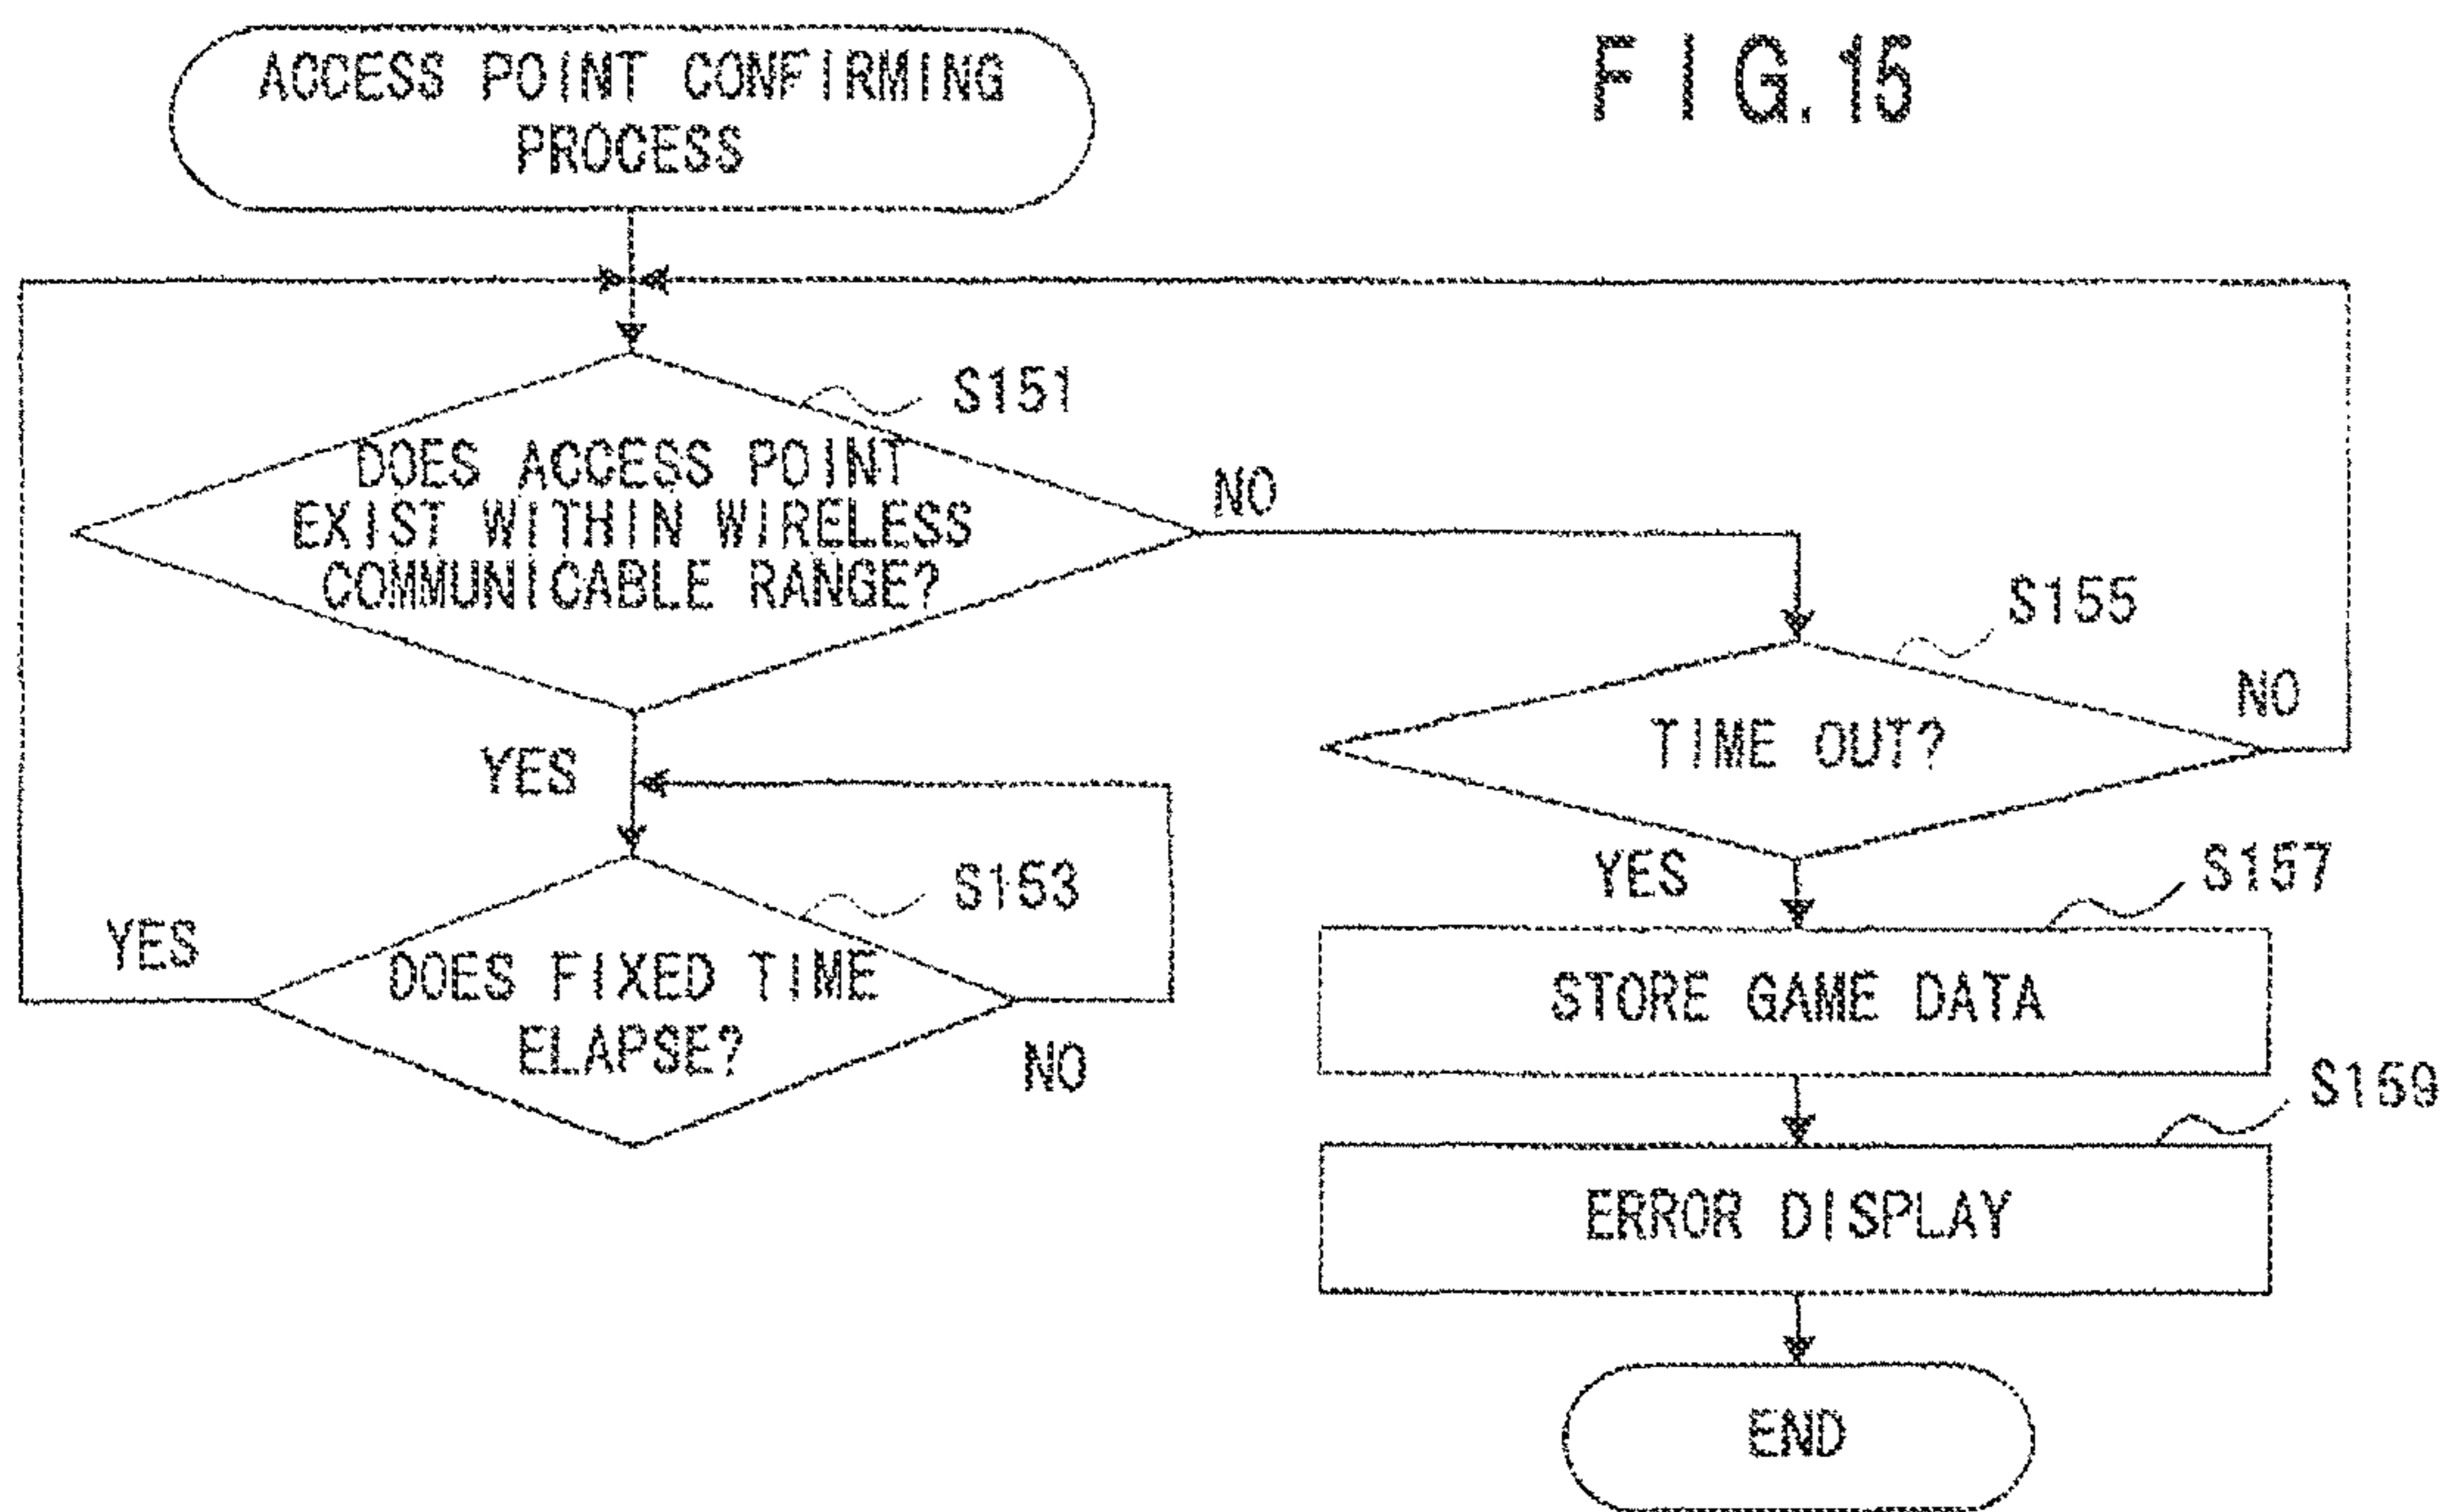 FIG.15
ACCESS POINT CONFIRMING
PROCESS
S151
DOES ACCESS POINT
EXIST WITHIN WIRELESS
COMMUNICABLE RANGE?
NO
YES
S153
DOES FIXED TIME
ELAPSE?
YES
NO
S155
TIME OUT?
NO
YES
S157
STORE GAME DATA
S159
ERROR DISPLAY
END